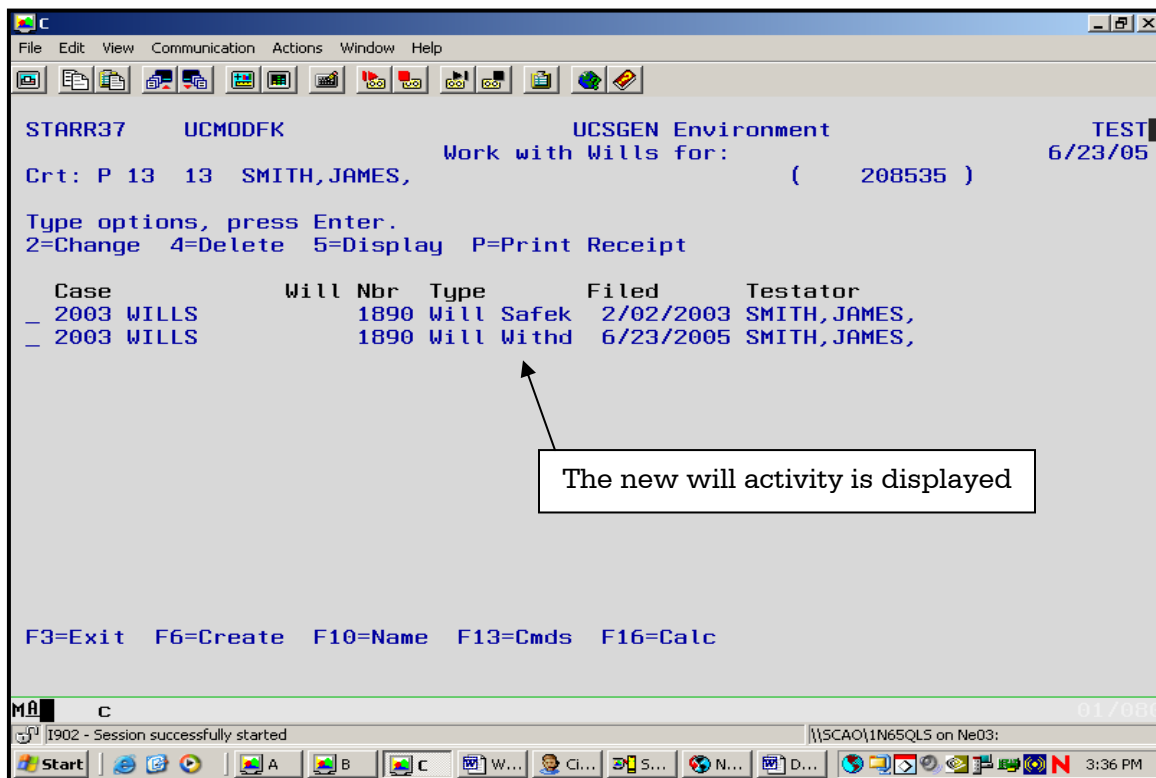 C
File Edit View Communication Actions Window Help
STARR37 UCMODFK UCSGEN Environment TEST
Work with Wills for: 6/23/05
Crt: P 13 13 SMITH,JAMES, ( 208535 )
Type options, press Enter.
2=Change 4=Delete 5=Display P=Print Receipt
Case Will Nbr Type Filed Testator
_ 2003 WILLS 1890 Will Safek 2/02/2003 SMITH,JAMES,
_ 2003 WILLS 1890 Will Withd 6/23/2005 SMITH,JAMES,
The new will activity is displayed
F3=Exit F6=Create F10=Name F13=Cmds F16=Calc
MA C 01/080
I902 - Session successfully started \\SCAO\1N65QLS on Ne03:
Start A B C W... Ci... S... N... D... N 3:36 PM